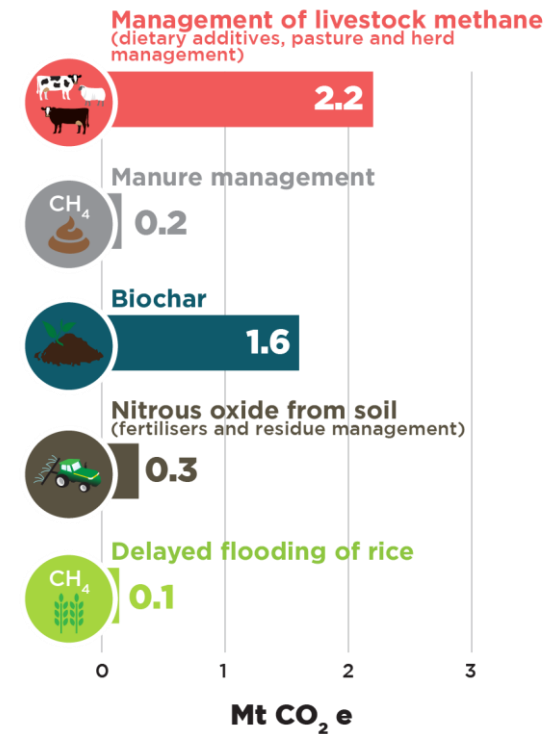 Management of livestock methane
(dietary additives, pasture and herd
management)
2.2
CH4
Manure management
0.2
Biochar
1.6
Nitrous oxide from soil
(fertilisers and residue management)
0.3
Delayed flooding of rice
CH4
0.1
0 1 2 3
Mt CO2 e